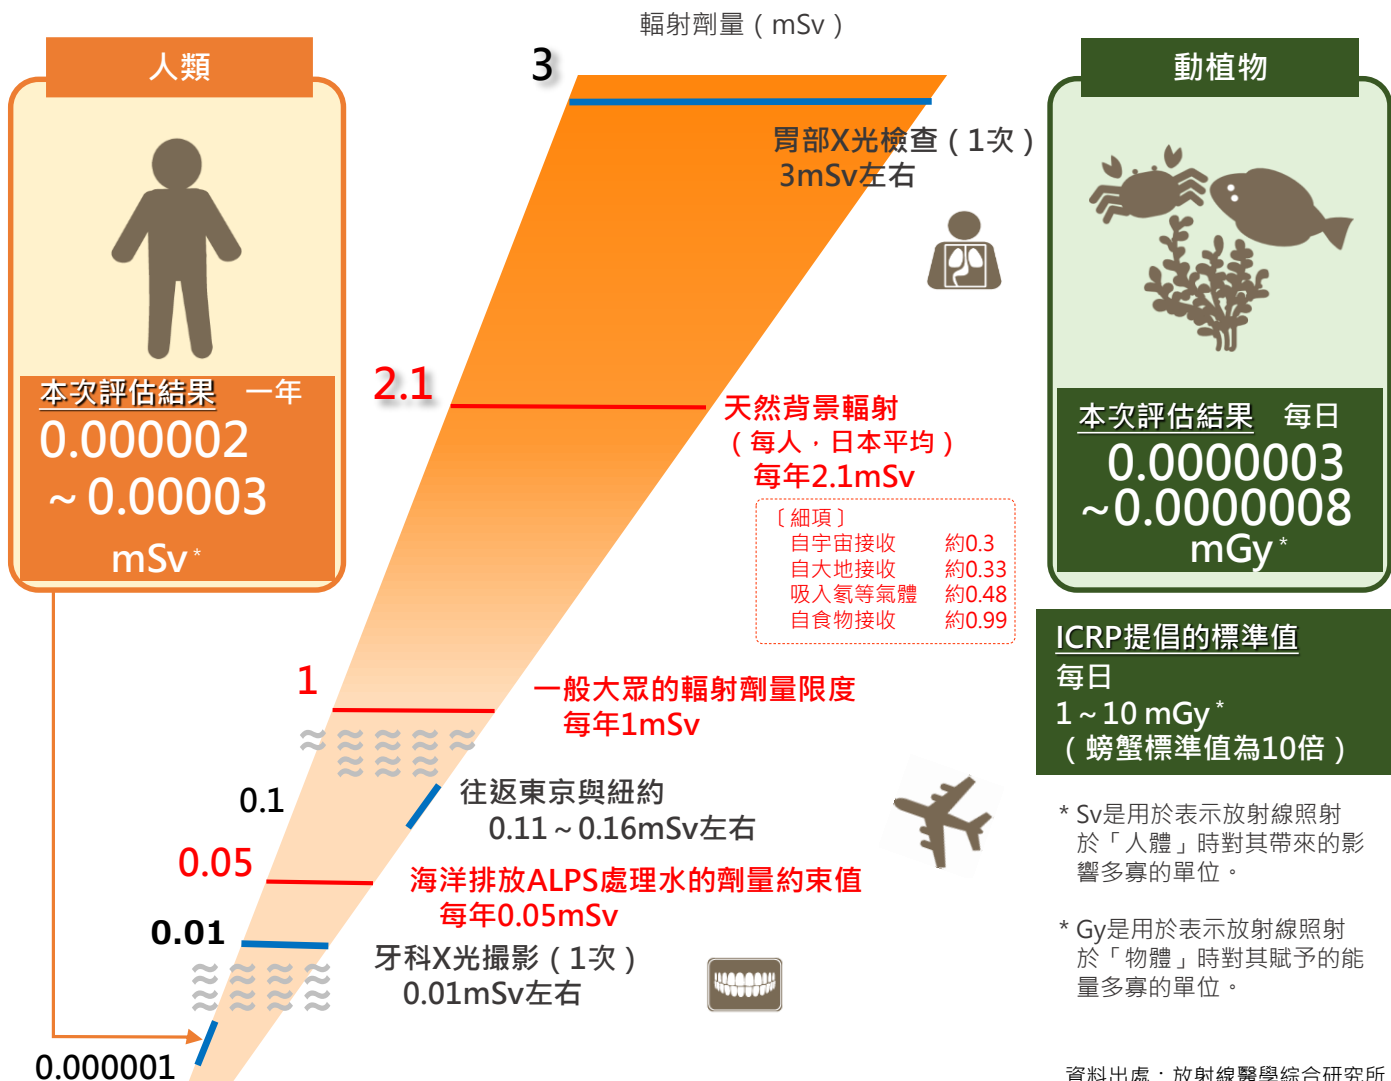 輻射劑量（mSv）
人類
本次評估結果 一年
0.000002
～0.00003
mSv*
3
胃部X光檢查（1次）
3mSv左右
2.1
天然背景輻射
（每人，日本平均）
每年2.1mSv
〔細項〕
自宇宙接收 約0.3
自大地接收 約0.33
吸入氡等氣體 約0.48
自食物接收 約0.99
1
一般大眾的輻射劑量限度
每年1mSv
0.1
往返東京與紐約
0.11～0.16mSv左右
0.05
海洋排放ALPS處理水的劑量約束值
每年0.05mSv
0.01
牙科X光撮影（1次）
0.01mSv左右
0.000001
動植物
本次評估結果 每日
0.0000003
~0.0000008
mGy*
ICRP提倡的標準值
每日
1～10 mGy*
（螃蟹標準值為10倍）
* Sv是用於表示放射線照射
於「人體」時對其帶來的影
響多寡的單位。
* Gy是用於表示放射線照射
於「物體」時對其賦予的能
量多寡的單位。
資料出處：放射線醫學綜合研究所